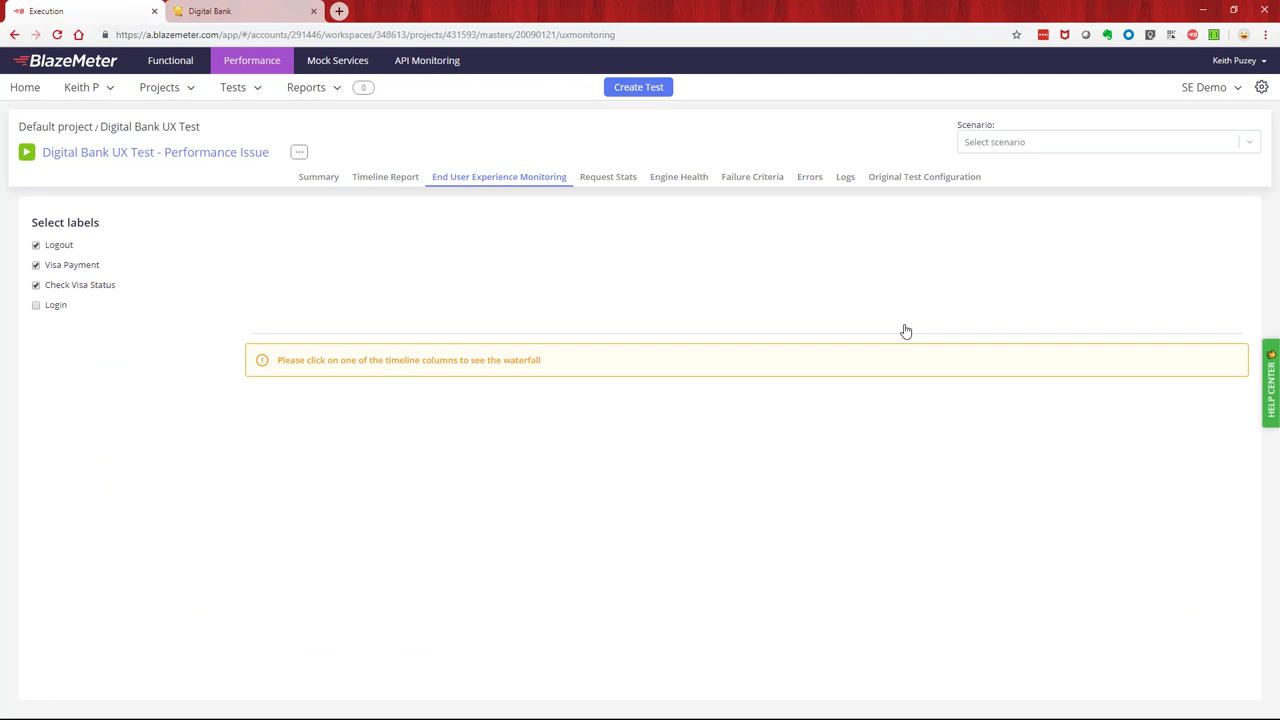 Execution
Digital Bank
https://a.blazemeter.com/app/#/accounts/291446/workspaces/348613/projects/431593/masters/20090121/uxmonitoring
BlazeMeter
Functional
Performance
Mock Services
API Monitoring
Keith Puzey
Home
Keith P
Projects
Tests
Reports
0
Create Test
SE Demo
Default project / Digital Bank UX Test
Scenario:
Digital Bank UX Test - Performance Issue
Select scenario
Summary
Timeline Report
End User Experience Monitoring
Request Stats
Engine Health
Failure Criteria
Errors
Logs
Original Test Configuration
Select labels
Logout
Visa Payment
Check Visa Status
Login
Please click on one of the timeline columns to see the waterfall
HELP CENTER